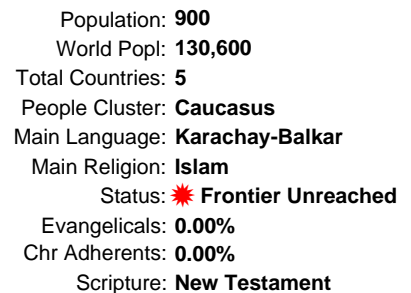 Population: 900
World Popl: 130,600
Total Countries: 5
People Cluster: Caucasus
Main Language: Karachay-Balkar
Main Religion: Islam
Status: Frontier Unreached
Evangelicals: 0.00%
Chr Adherents: 0.00%
Scripture: New Testament